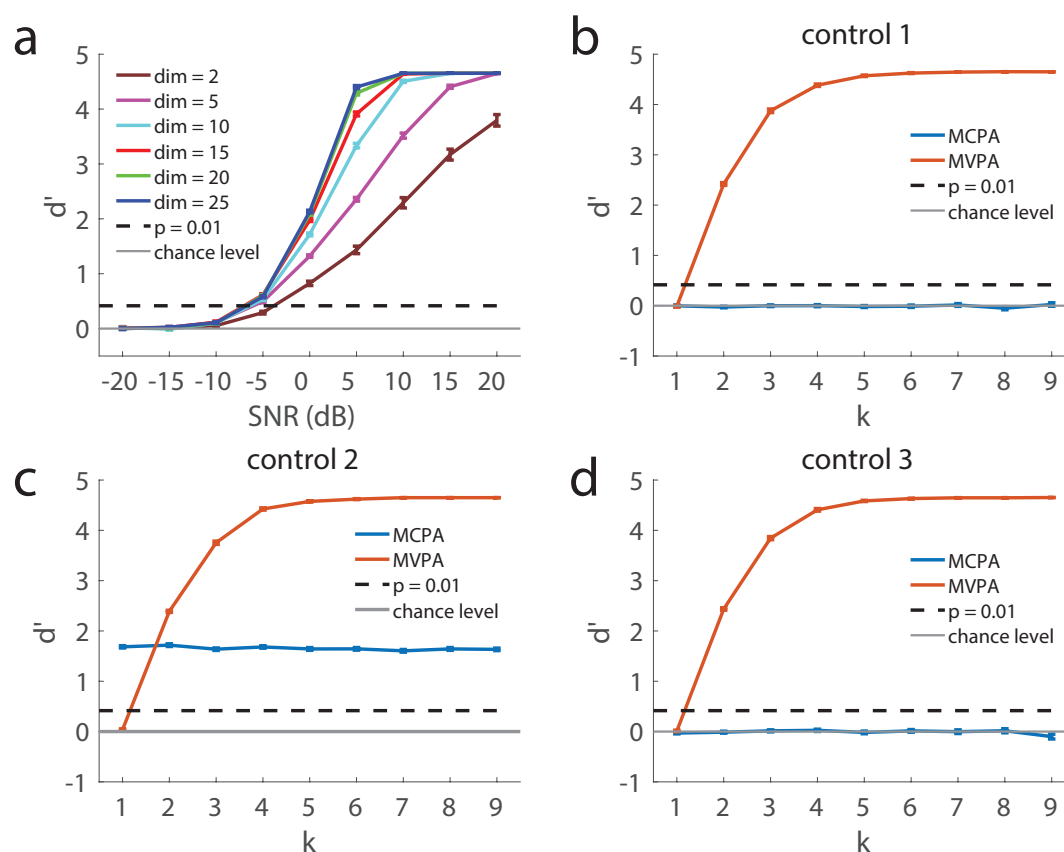 a
5
4
3
2
1
0
d'
dim = 2
dim = 5
dim = 10
dim = 15
dim = 20
dim = 25
p = 0.01
chance level
-20 -15 -10 -5 0 5 10 15 20
SNR (dB)
b
control 1
5
4
3
2
1
0
-1
d'
MCPA
MVPA
p = 0.01
chance level
1 2 3 4 5 6 7 8 9
k
c
control 2
5
4
3
2
1
0
-1
d'
MCPA
MVPA
p = 0.01
chance level
1 2 3 4 5 6 7 8 9
k
d
control 3
5
4
3
2
1
0
-1
d'
MCPA
MVPA
p = 0.01
chance level
1 2 3 4 5 6 7 8 9
k